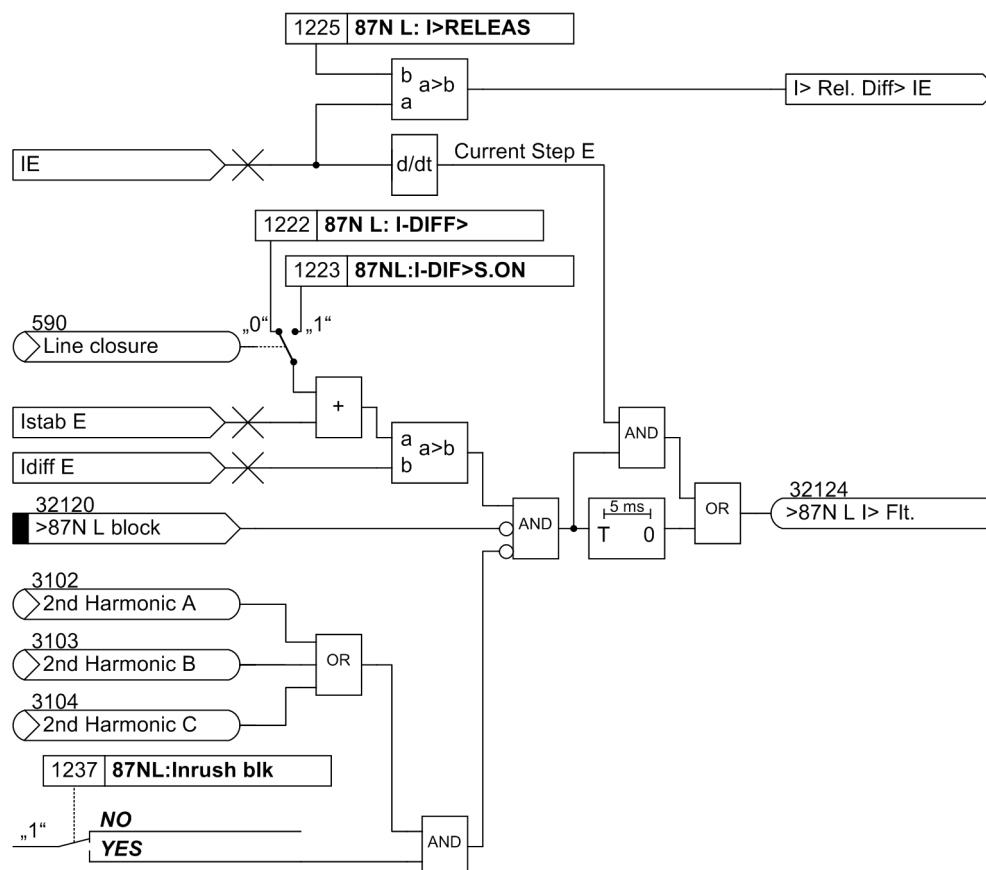 1225 87N L: I>RELEAS
b
a>b
a
I> Rel. Diff> IE
IE
d/dt
Current Step E
1222 87N L: I-DIFF>
1223 87NL:I-DIF>S.ON
590
Line closure
„0“
„1“
+
Istab E
Idiff E
a
a>b
b
AND
32120
>87N L block
AND
5 ms
T 0
OR
32124
>87N L I> Flt.
3102
2nd Harmonic A
3103
2nd Harmonic B
OR
3104
2nd Harmonic C
1237 87NL:Inrush blk
„1“
NO
YES
AND